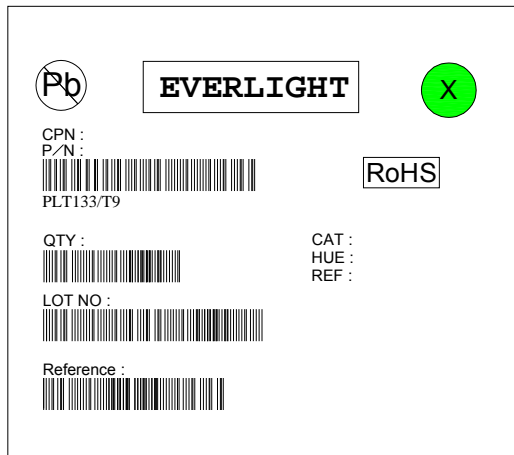 Pb
EVERLIGHT
X
CPN :
P/N :
RoHS
PLT133/T9
QTY :
CAT :
HUE :
REF :
LOT NO :
Reference :